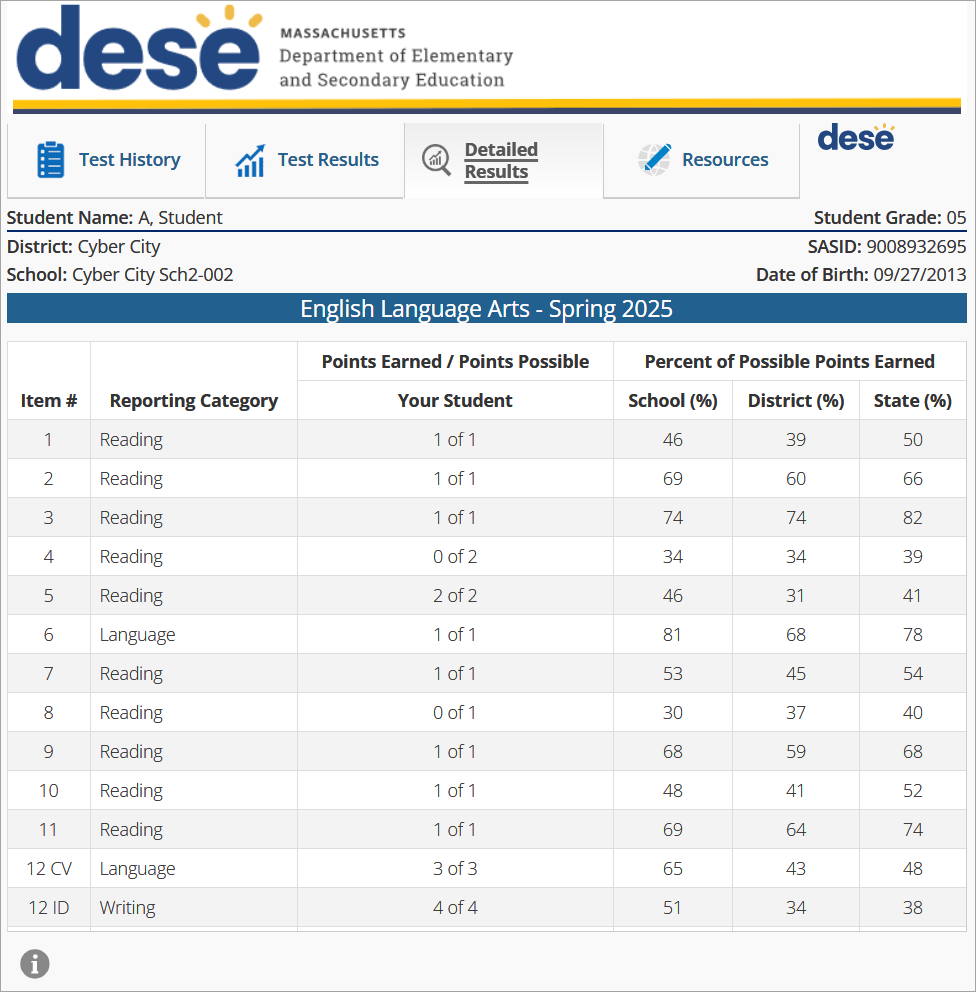 dese
MASSACHUSETTS
Department of Elementary
and Secondary Education
Test History
Test Results
Detailed
Results
Resources
dese
Student Name: A, Student
Student Grade: 05
District: Cyber City
SASID: 9008932695
School: Cyber City Sch2-002
Date of Birth: 09/27/2013
English Language Arts - Spring 2025
Points Earned / Points Possible Percent of Possible Points Earned
Item # Reporting Category Your Student School (%) District (%) State (%)
1 Reading 1 of 1 46 39 50
2 Reading 1 of 1 69 60 66
3 Reading 1 of 1 74 74 82
4 Reading 0 of 2 34 34 39
5 Reading 2 of 2 46 31 41
6 Language 1 of 1 81 68 78
7 Reading 1 of 1 53 45 54
8 Reading 0 of 1 30 37 40
9 Reading 1 of 1 68 59 68
10 Reading 1 of 1 48 41 52
11 Reading 1 of 1 69 64 74
12 CV Language 3 of 3 65 43 48
12 ID Writing 4 of 4 51 34 38